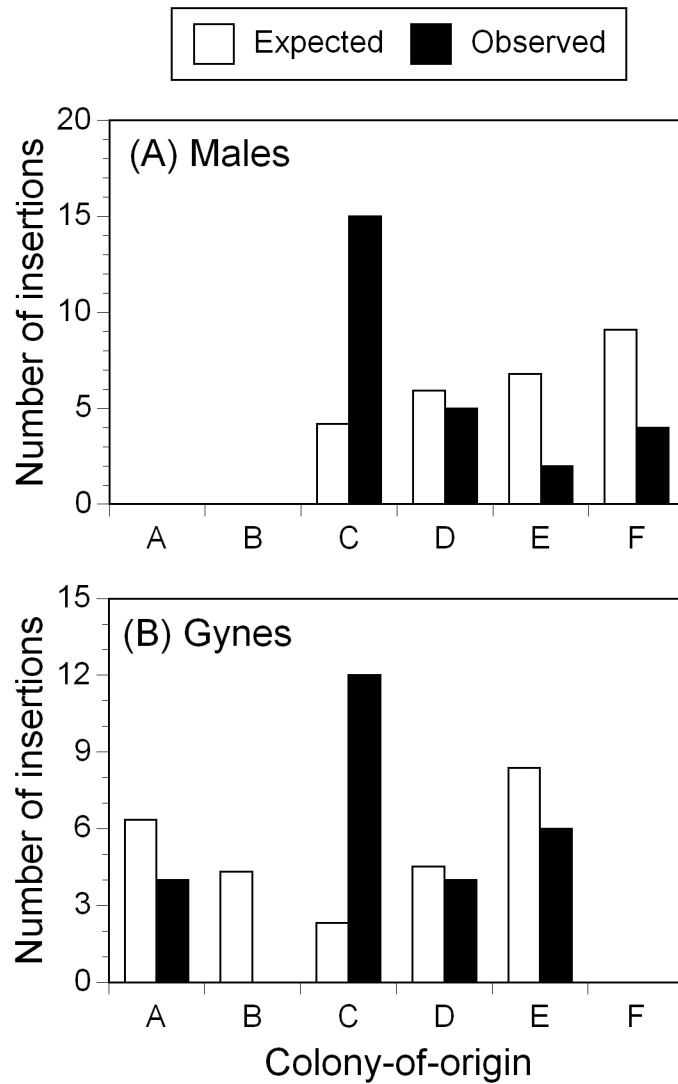 Expected Observed
(A) Males
Number of insertions
20
15
10
5
0
A B C D E F
(B) Gynes
Number of insertions
15
12
9
6
3
0
A B C D E F
Colony-of-origin